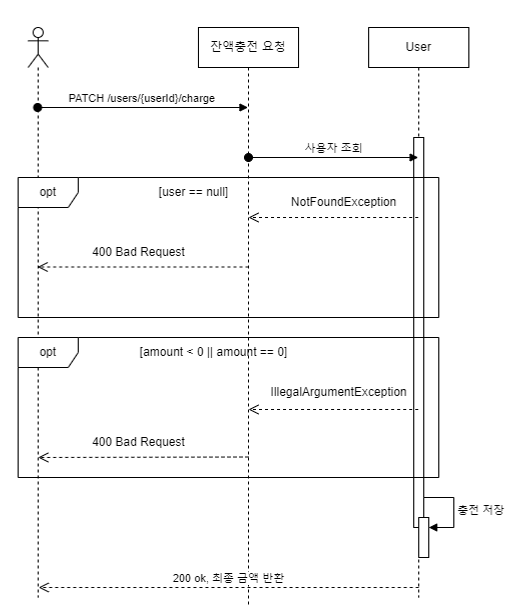 잔액충전 요청
User
PATCH /users/{userId}/charge
사용자 조회
opt
[user == null]
NotFoundException
400 Bad Request
opt
[amount < 0 || amount == 0]
IllegalArgumentException
400 Bad Request
충전 저장
200 ok, 최종 금액 반환